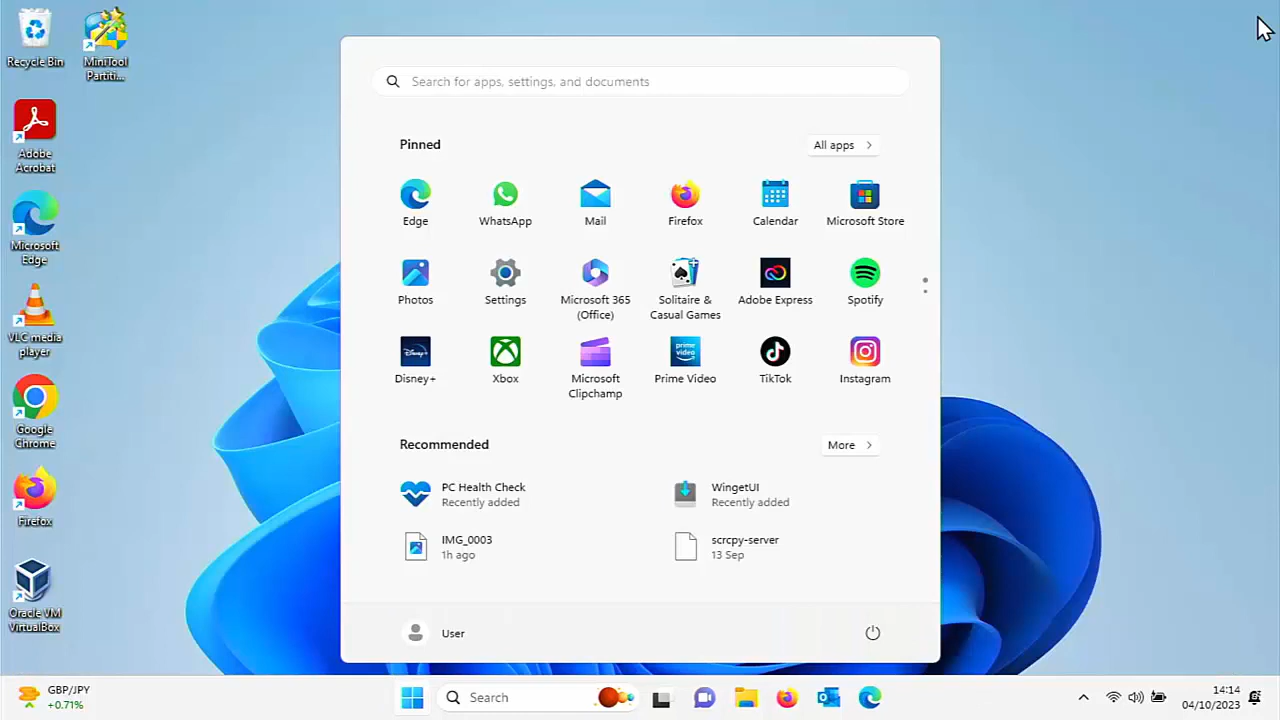 Recycle Bin
MiniTool
Partiti...
Adobe
Acrobat
Microsoft
Edge
VLC media
player
Google
Chrome
Firefox
Oracle VM
VirtualBox
Search for apps, settings, and documents
Pinned
All apps
Edge
WhatsApp
Mail
Firefox
Calendar
Microsoft Store
Photos
Settings
Microsoft 365
(Office)
Solitaire &
Casual Games
Adobe Express
Spotify
Disney+
Xbox
Microsoft
Clipchamp
prime
video
Prime Video
TikTok
Instagram
Recommended
More
PC Health Check
Recently added
WingetUI
Recently added
IMG_0003
1h ago
scrcpy-server
13 Sep
User
GBP/JPY
+0.71%
Search
14:14
04/10/2023